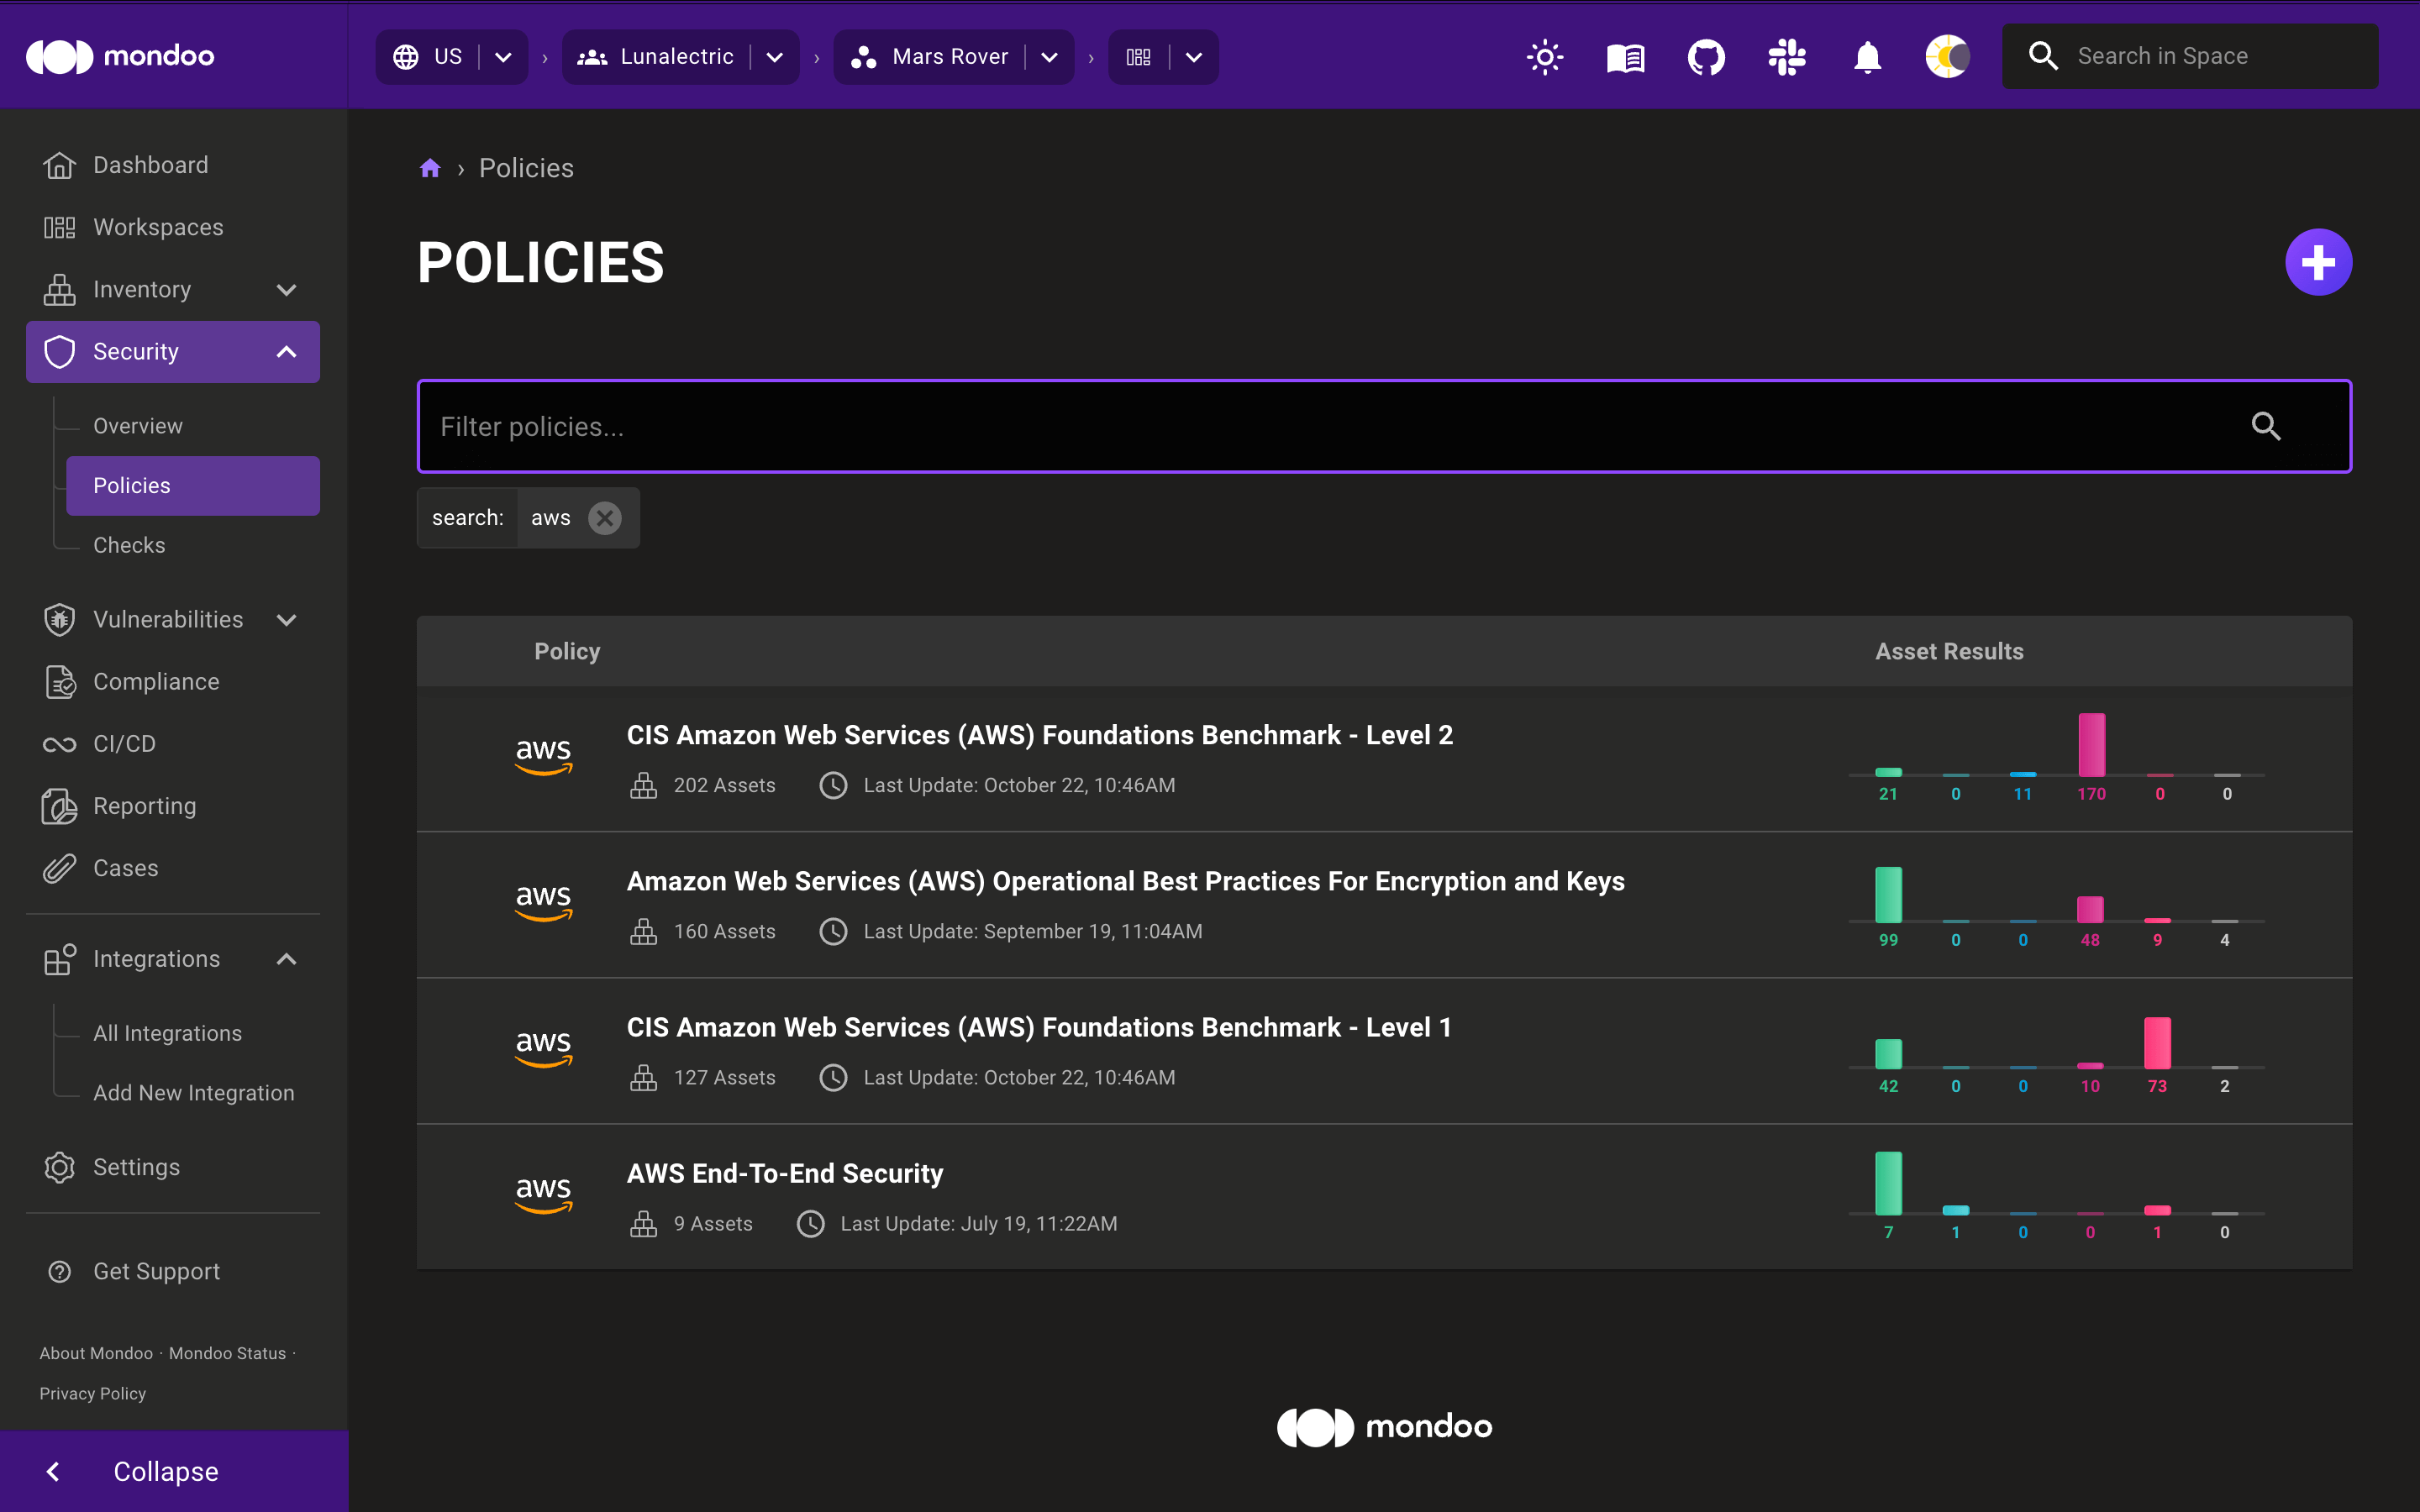 mondoo
US
Lunalectric
Mars Rover
Search in Space
Dashboard
Workspaces
Inventory
Security
Overview
Policies
Checks
Vulnerabilities
Compliance
CI/CD
Reporting
Cases
Integrations
All Integrations
Add New Integration
Settings
Get Support
About Mondoo · Mondoo Status ·
Privacy Policy
Collapse
› Policies
POLICIES
Filter policies...
search: aws
Policy Asset Results
aws
CIS Amazon Web Services (AWS) Foundations Benchmark - Level 2
202 Assets Last Update: October 22, 10:46AM
21 0 11 170 0 0
aws
Amazon Web Services (AWS) Operational Best Practices For Encryption and Keys
160 Assets Last Update: September 19, 11:04AM
99 0 0 48 9 4
aws
CIS Amazon Web Services (AWS) Foundations Benchmark - Level 1
127 Assets Last Update: October 22, 10:46AM
42 0 0 10 73 2
aws
AWS End-To-End Security
9 Assets Last Update: July 19, 11:22AM
7 1 0 0 1 0
mondoo